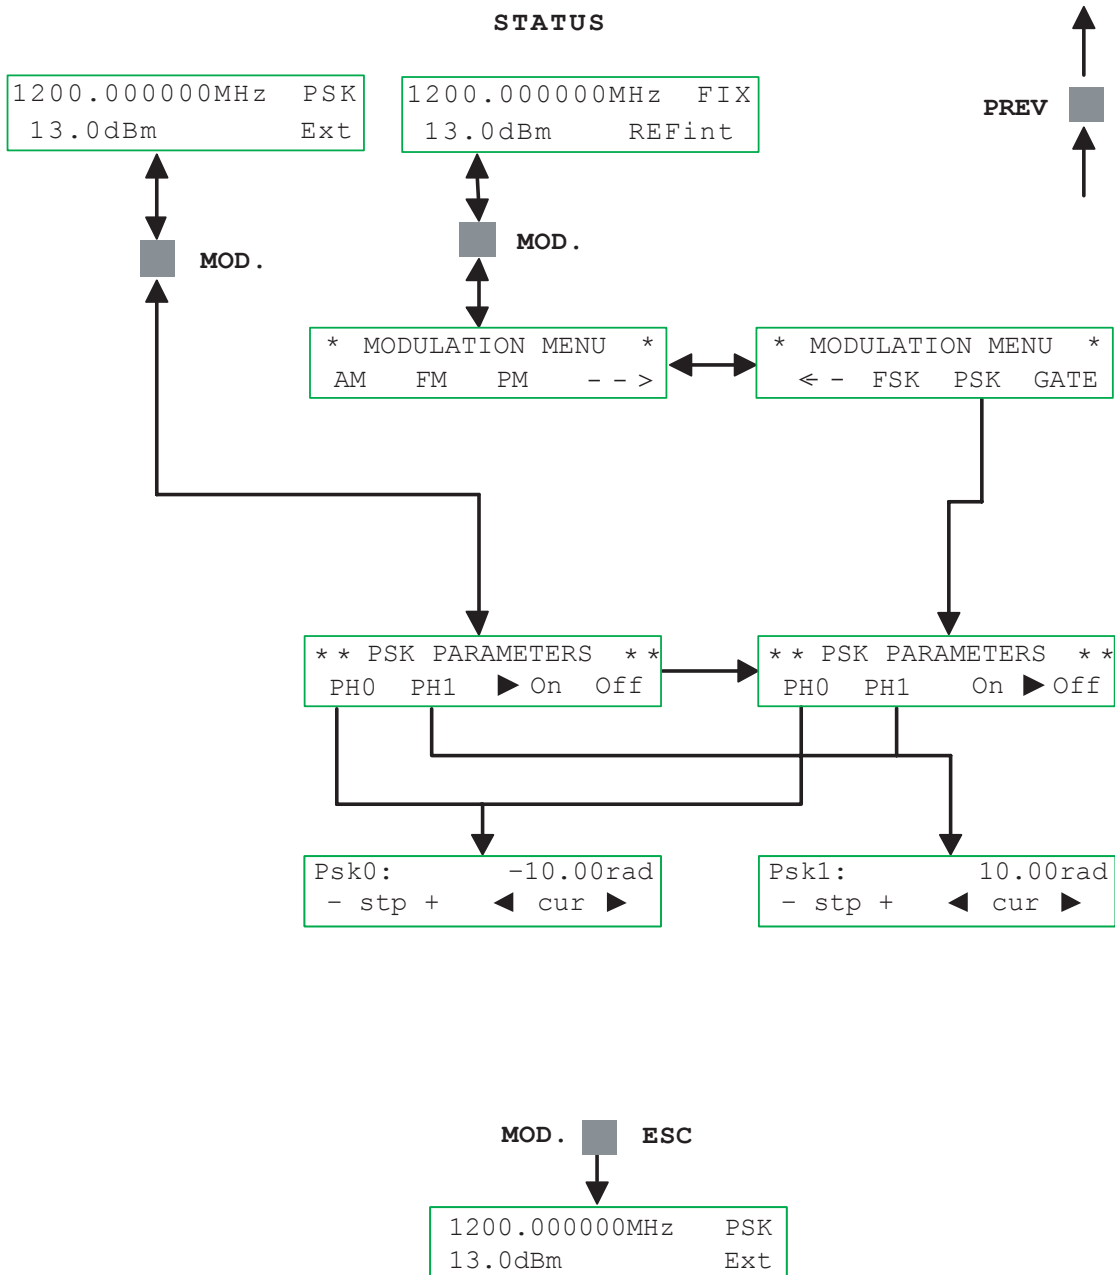 STATUS
1200.000000MHz PSK
13.0dBm Ext
1200.000000MHz FIX
13.0dBm REFint
PREV
MOD.
MOD.
* MODULATION MENU *
AM FM PM -->
* MODULATION MENU *
<- FSK PSK GATE
** PSK PARAMETERS **
PH0 PH1 ▶On Off
** PSK PARAMETERS **
PH0 PH1 On ▶Off
Psk0: -10.00rad
- stp + ◀ cur ▶
Psk1: 10.00rad
- stp + ◀ cur ▶
MOD. ESC
1200.000000MHz PSK
13.0dBm Ext